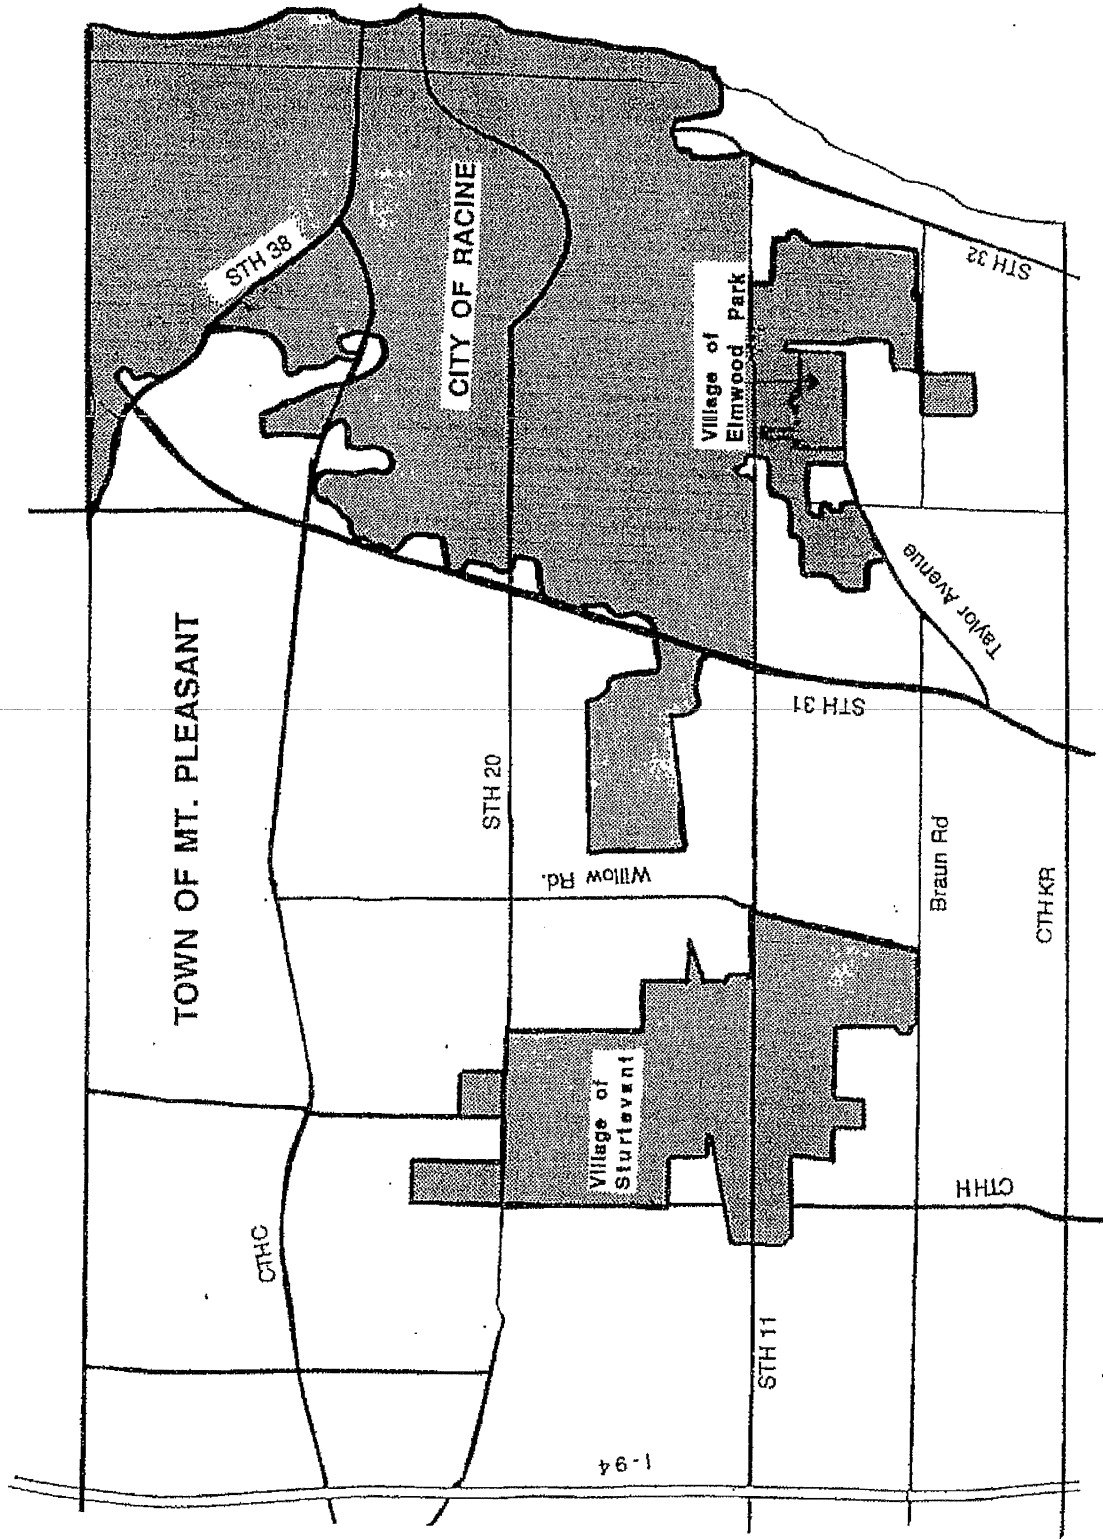 TOWN OF MT. PLEASANT
CITY OF RACINE
STH 38
Village of
Elmwood Park
STH 32
Taylor Avenue
STH 31
STH 20
Willow Rd.
Braun Rd
CTH KR
Village of
Sturtevant
CTH C
CTH H
STH 11
I-94